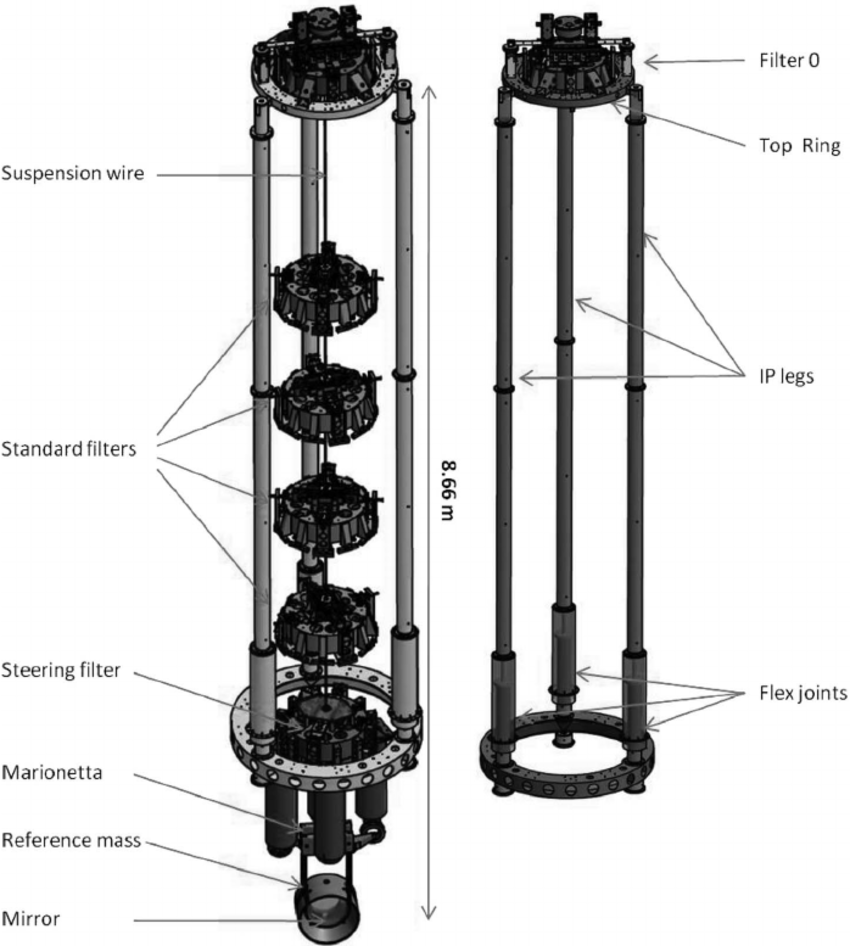 Filter 0
Top Ring
Suspension wire
IP legs
Standard filters
8.66 m
Steering filter
Flex joints
Marionetta
Reference mass
Mirror